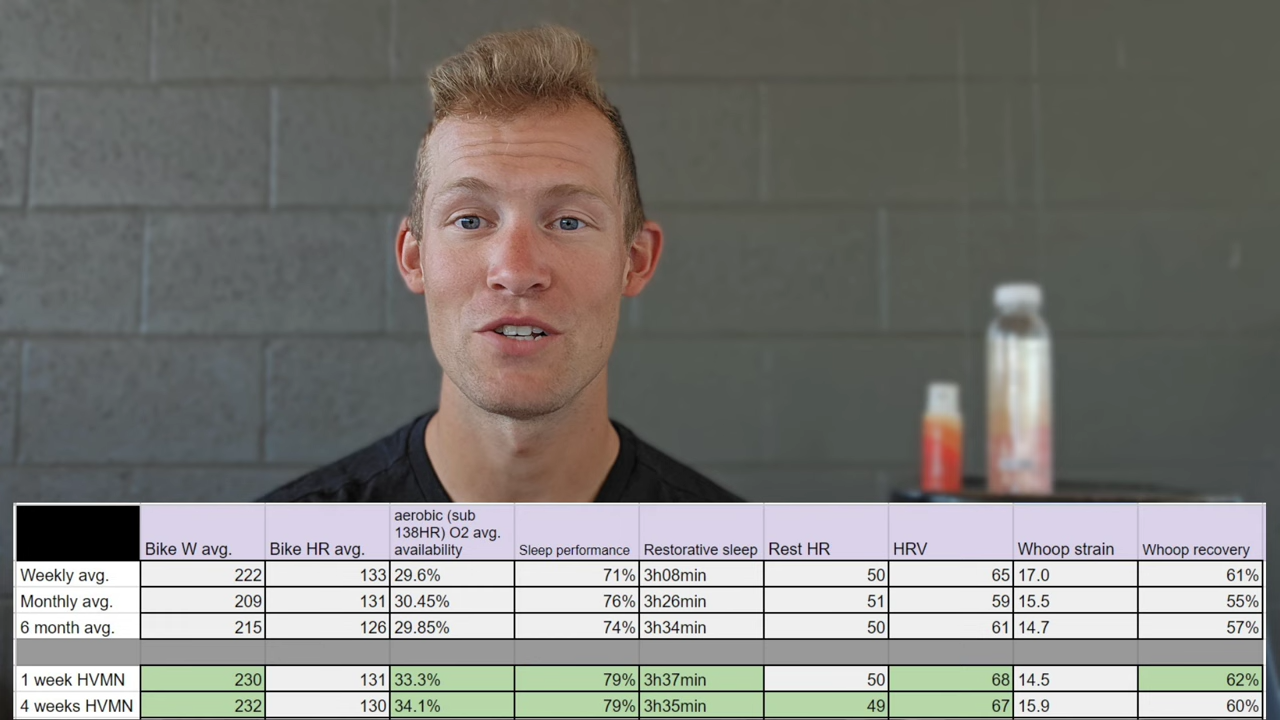 Bike W avg. Bike HR avg. aerobic (sub 138HR) O2 avg. availability Sleep performance Restorative sleep Rest HR HRV Whoop strain Whoop recovery
Weekly avg. 222 133 29.6% 71% 3h08min 50 65 17.0 61%
Monthly avg. 209 131 30.45% 76% 3h26min 51 59 15.5 55%
6 month avg. 215 126 29.85% 74% 3h34min 50 61 14.7 57%
1 week HVMN 230 131 33.3% 79% 3h37min 50 68 14.5 62%
4 weeks HVMN 232 130 34.1% 79% 3h35min 49 67 15.9 60%